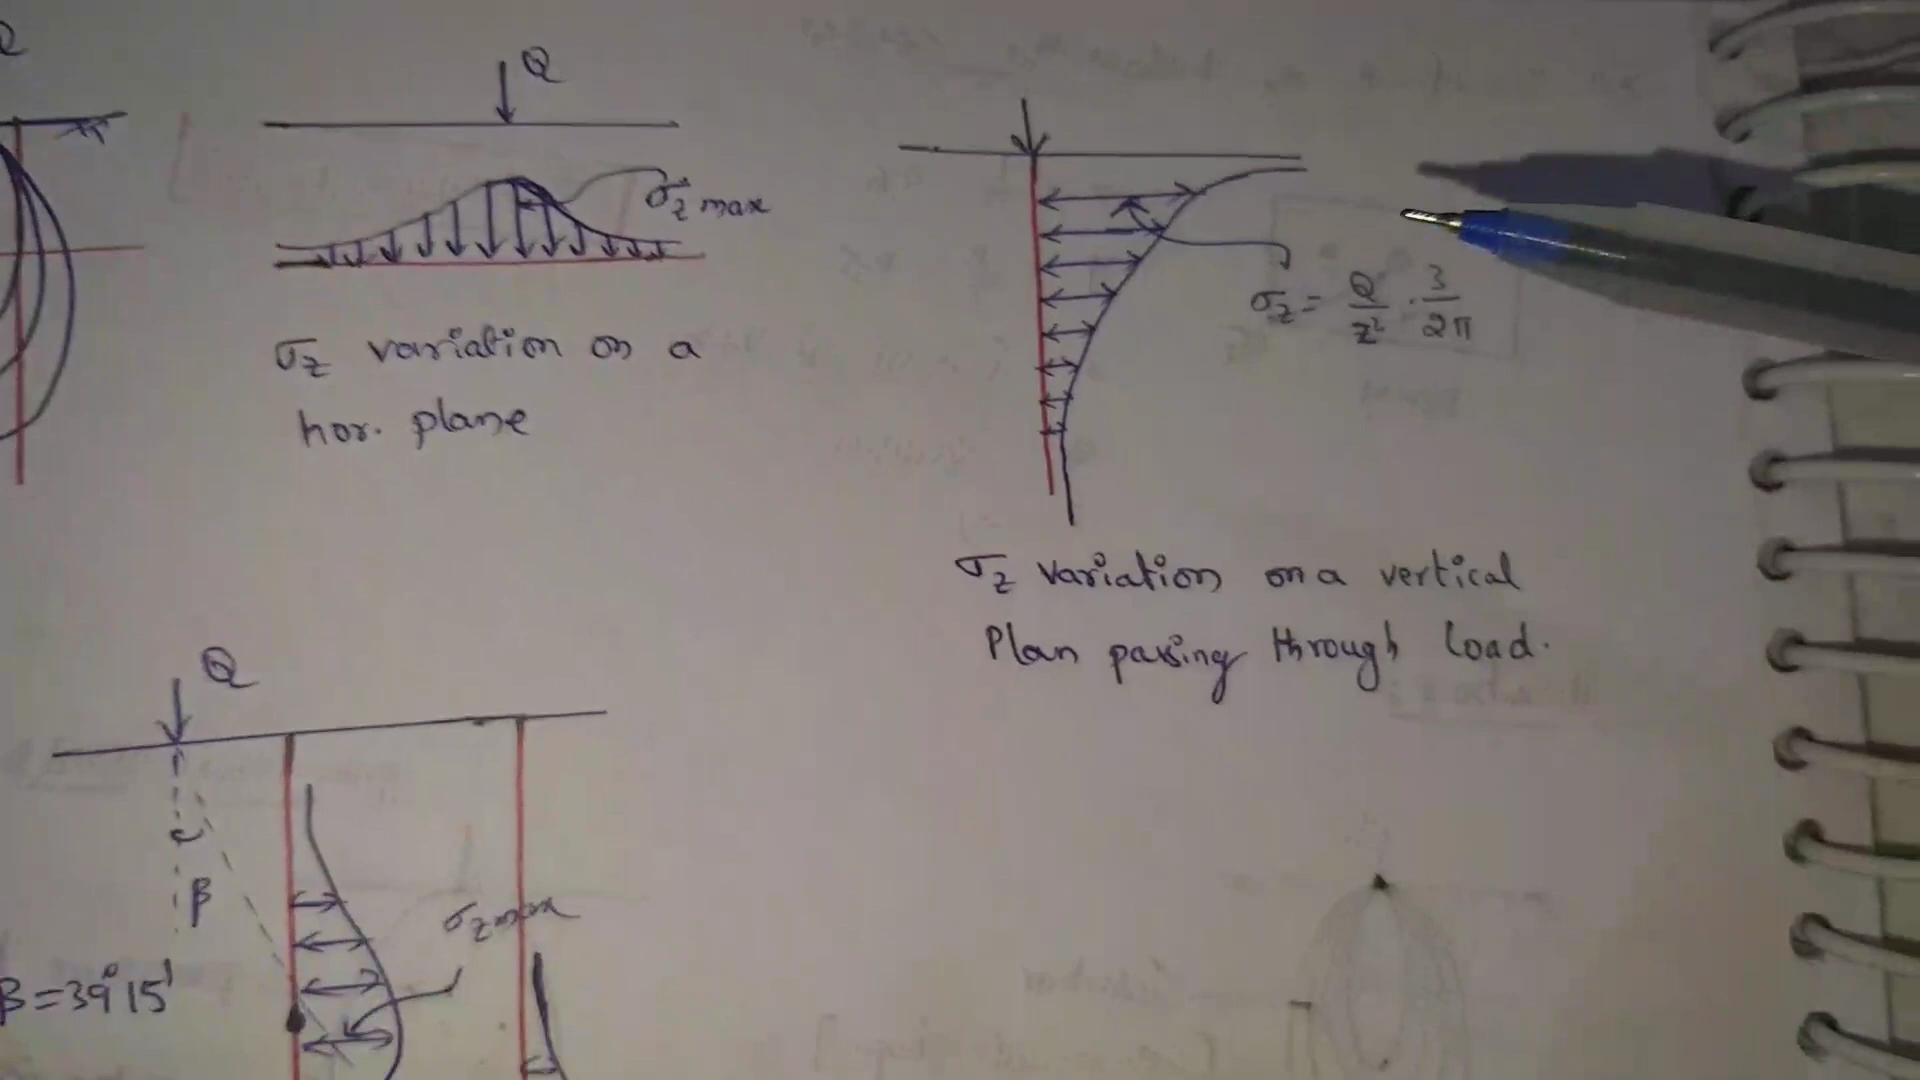 Q
Q
σz max
σz variation on a
hor. plane
σz = Q/z² · 3/2π
σz variation on a vertical
Plan passing through load.
Q
β
σz max
β = 39°15'